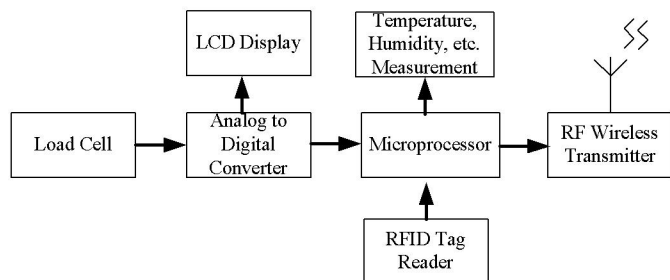 LCD Display
Temperature,
Humidity, etc.
Measurement
Load Cell
Analog to
Digital
Converter
Microprocessor
RF Wireless
Transmitter
RFID Tag
Reader